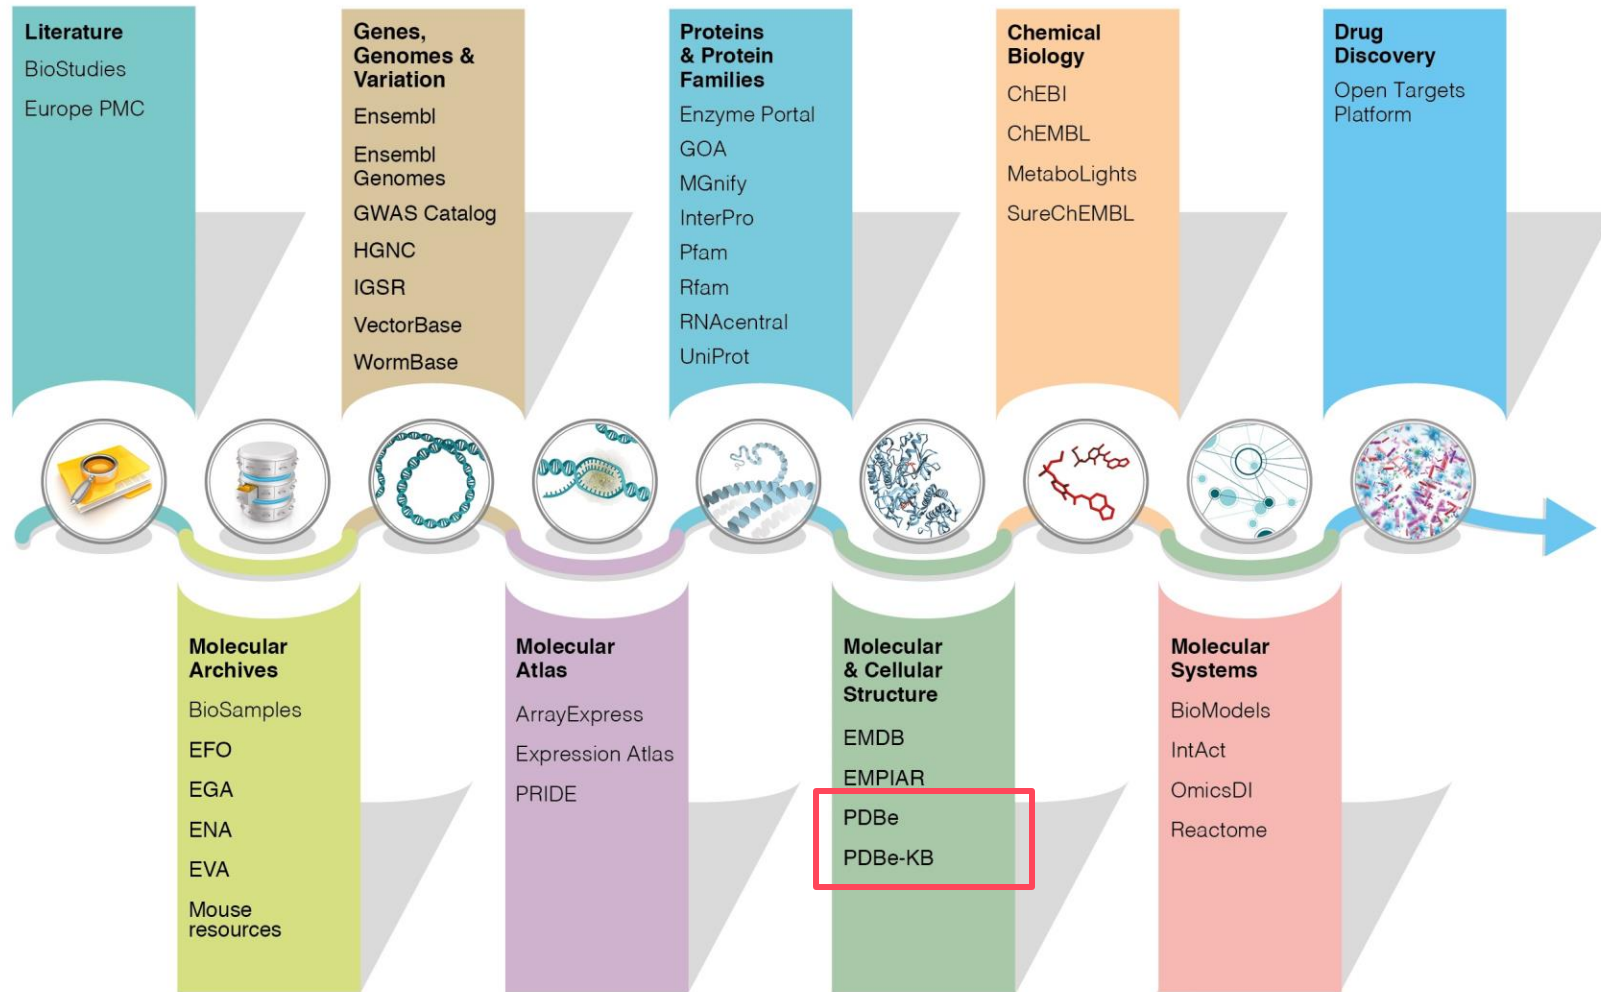 Literature
BioStudies
Europe PMC
Genes,
Genomes &
Variation
Ensembl
Ensembl
Genomes
GWAS Catalog
HGNC
IGSR
VectorBase
WormBase
Proteins
& Protein
Families
Enzyme Portal
GOA
MGnify
InterPro
Pfam
Rfam
RNAcentral
UniProt
Chemical
Biology
ChEBI
ChEMBL
MetaboLights
SureChEMBL
Drug
Discovery
Open Targets
Platform
Molecular
Archives
BioSamples
EFO
EGA
ENA
EVA
Mouse
resources
Molecular
Atlas
ArrayExpress
Expression Atlas
PRIDE
Molecular
& Cellular
Structure
EMDB
EMPIAR
PDBe
PDBe-KB
Molecular
Systems
BioModels
IntAct
OmicsDI
Reactome